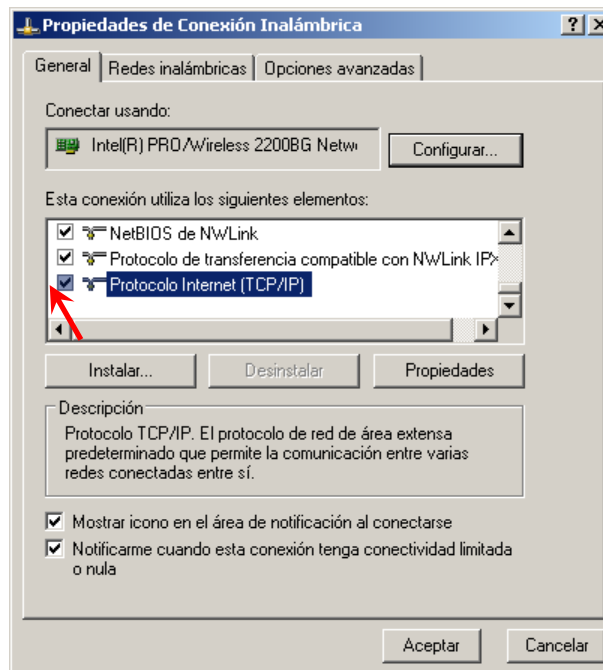 Propiedades de Conexión Inalámbrica
General Redes inalámbricas Opciones avanzadas
Conectar usando:
Intel(R) PRO/Wireless 2200BG Netw
Configurar...
Esta conexión utiliza los siguientes elementos:
NetBIOS de NWLink
Protocolo de transferencia compatible con NWLink IPX
Protocolo Internet (TCP/IP)
Instalar... Desinstalar Propiedades
Descripción
Protocolo TCP/IP. El protocolo de red de área extensa
predeterminado que permite la comunicación entre varias
redes conectadas entre sí.
Mostrar icono en el área de notificación al conectarse
Notificarme cuando esta conexión tenga conectividad limitada
o nula
Aceptar Cancelar